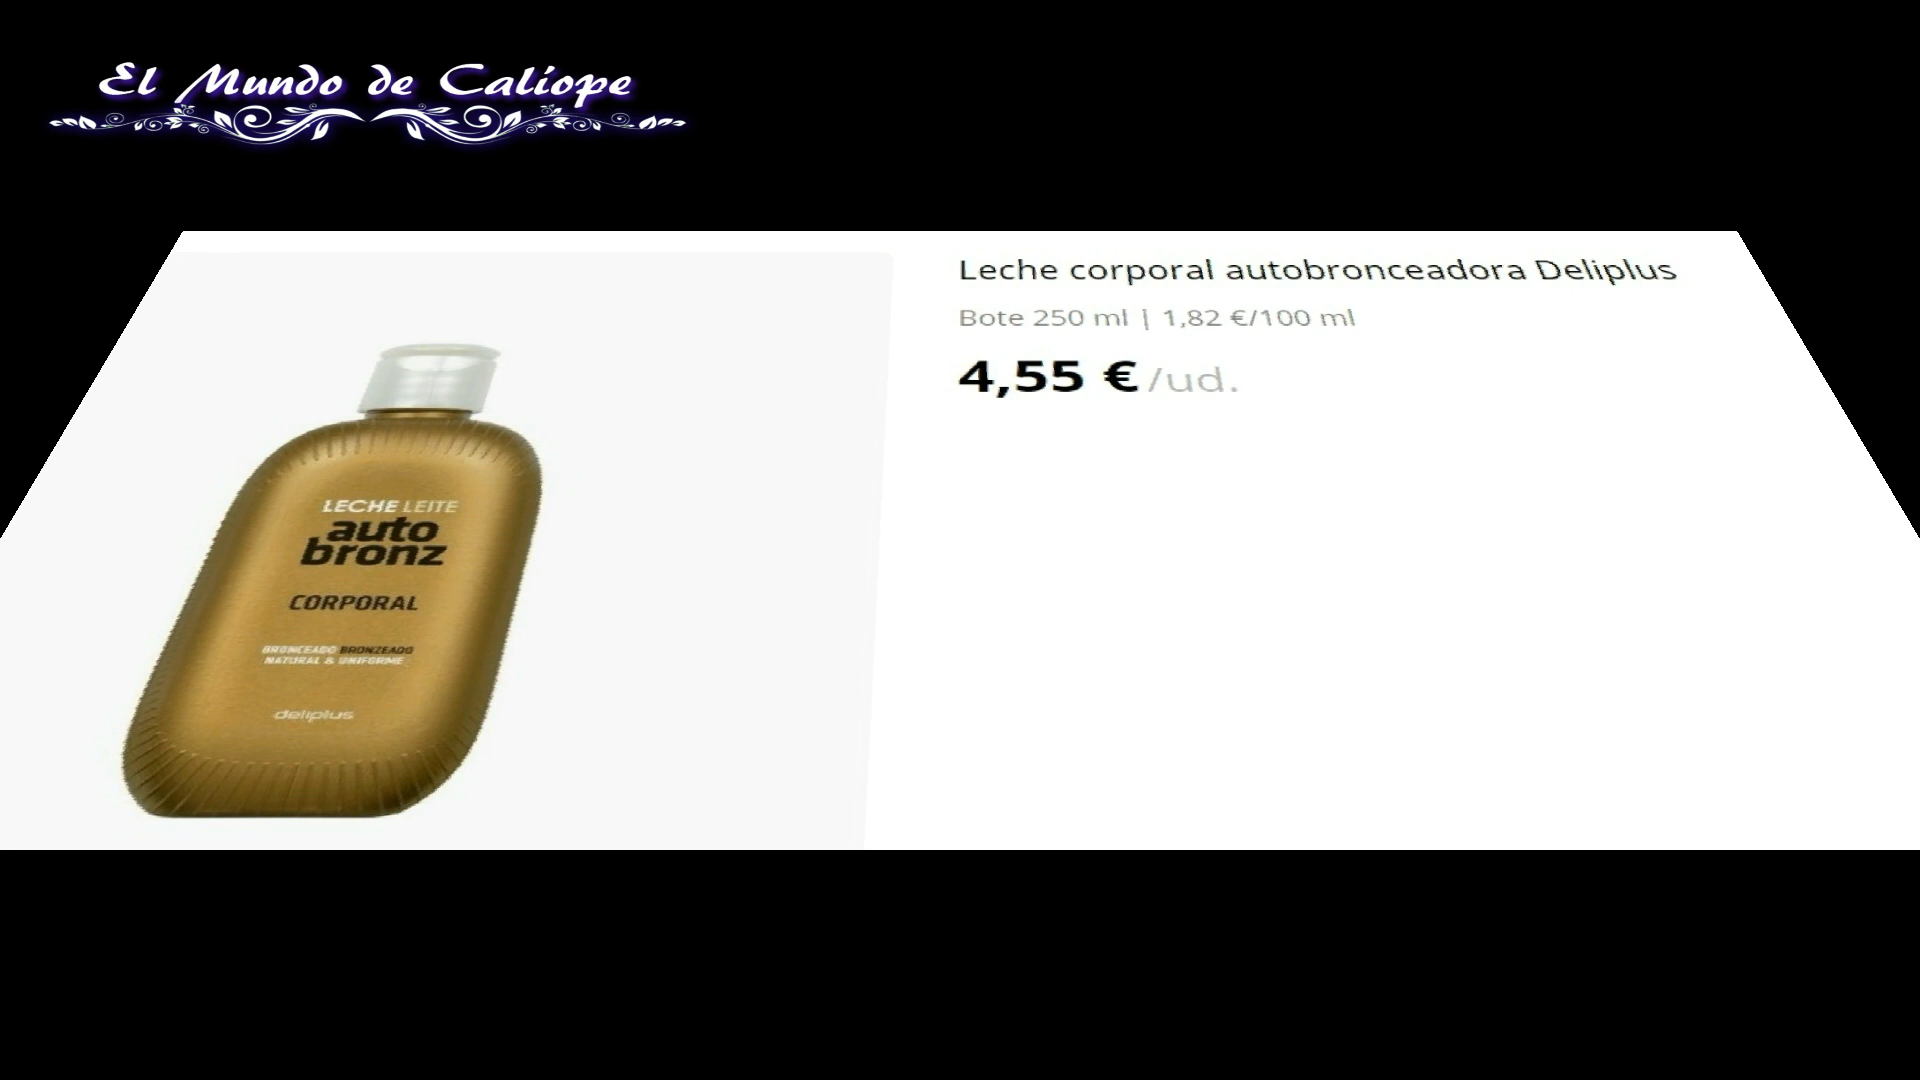 El Mundo de Calíope
Leche corporal autobronceadora Deliplus
Bote 250 ml | 1,82 €/100 ml
4,55 €/ud.
LECHE LEITE
auto
bronz
CORPORAL
BRONCEADO BRONZEADO
NATURAL & UNIFORME
deliplus